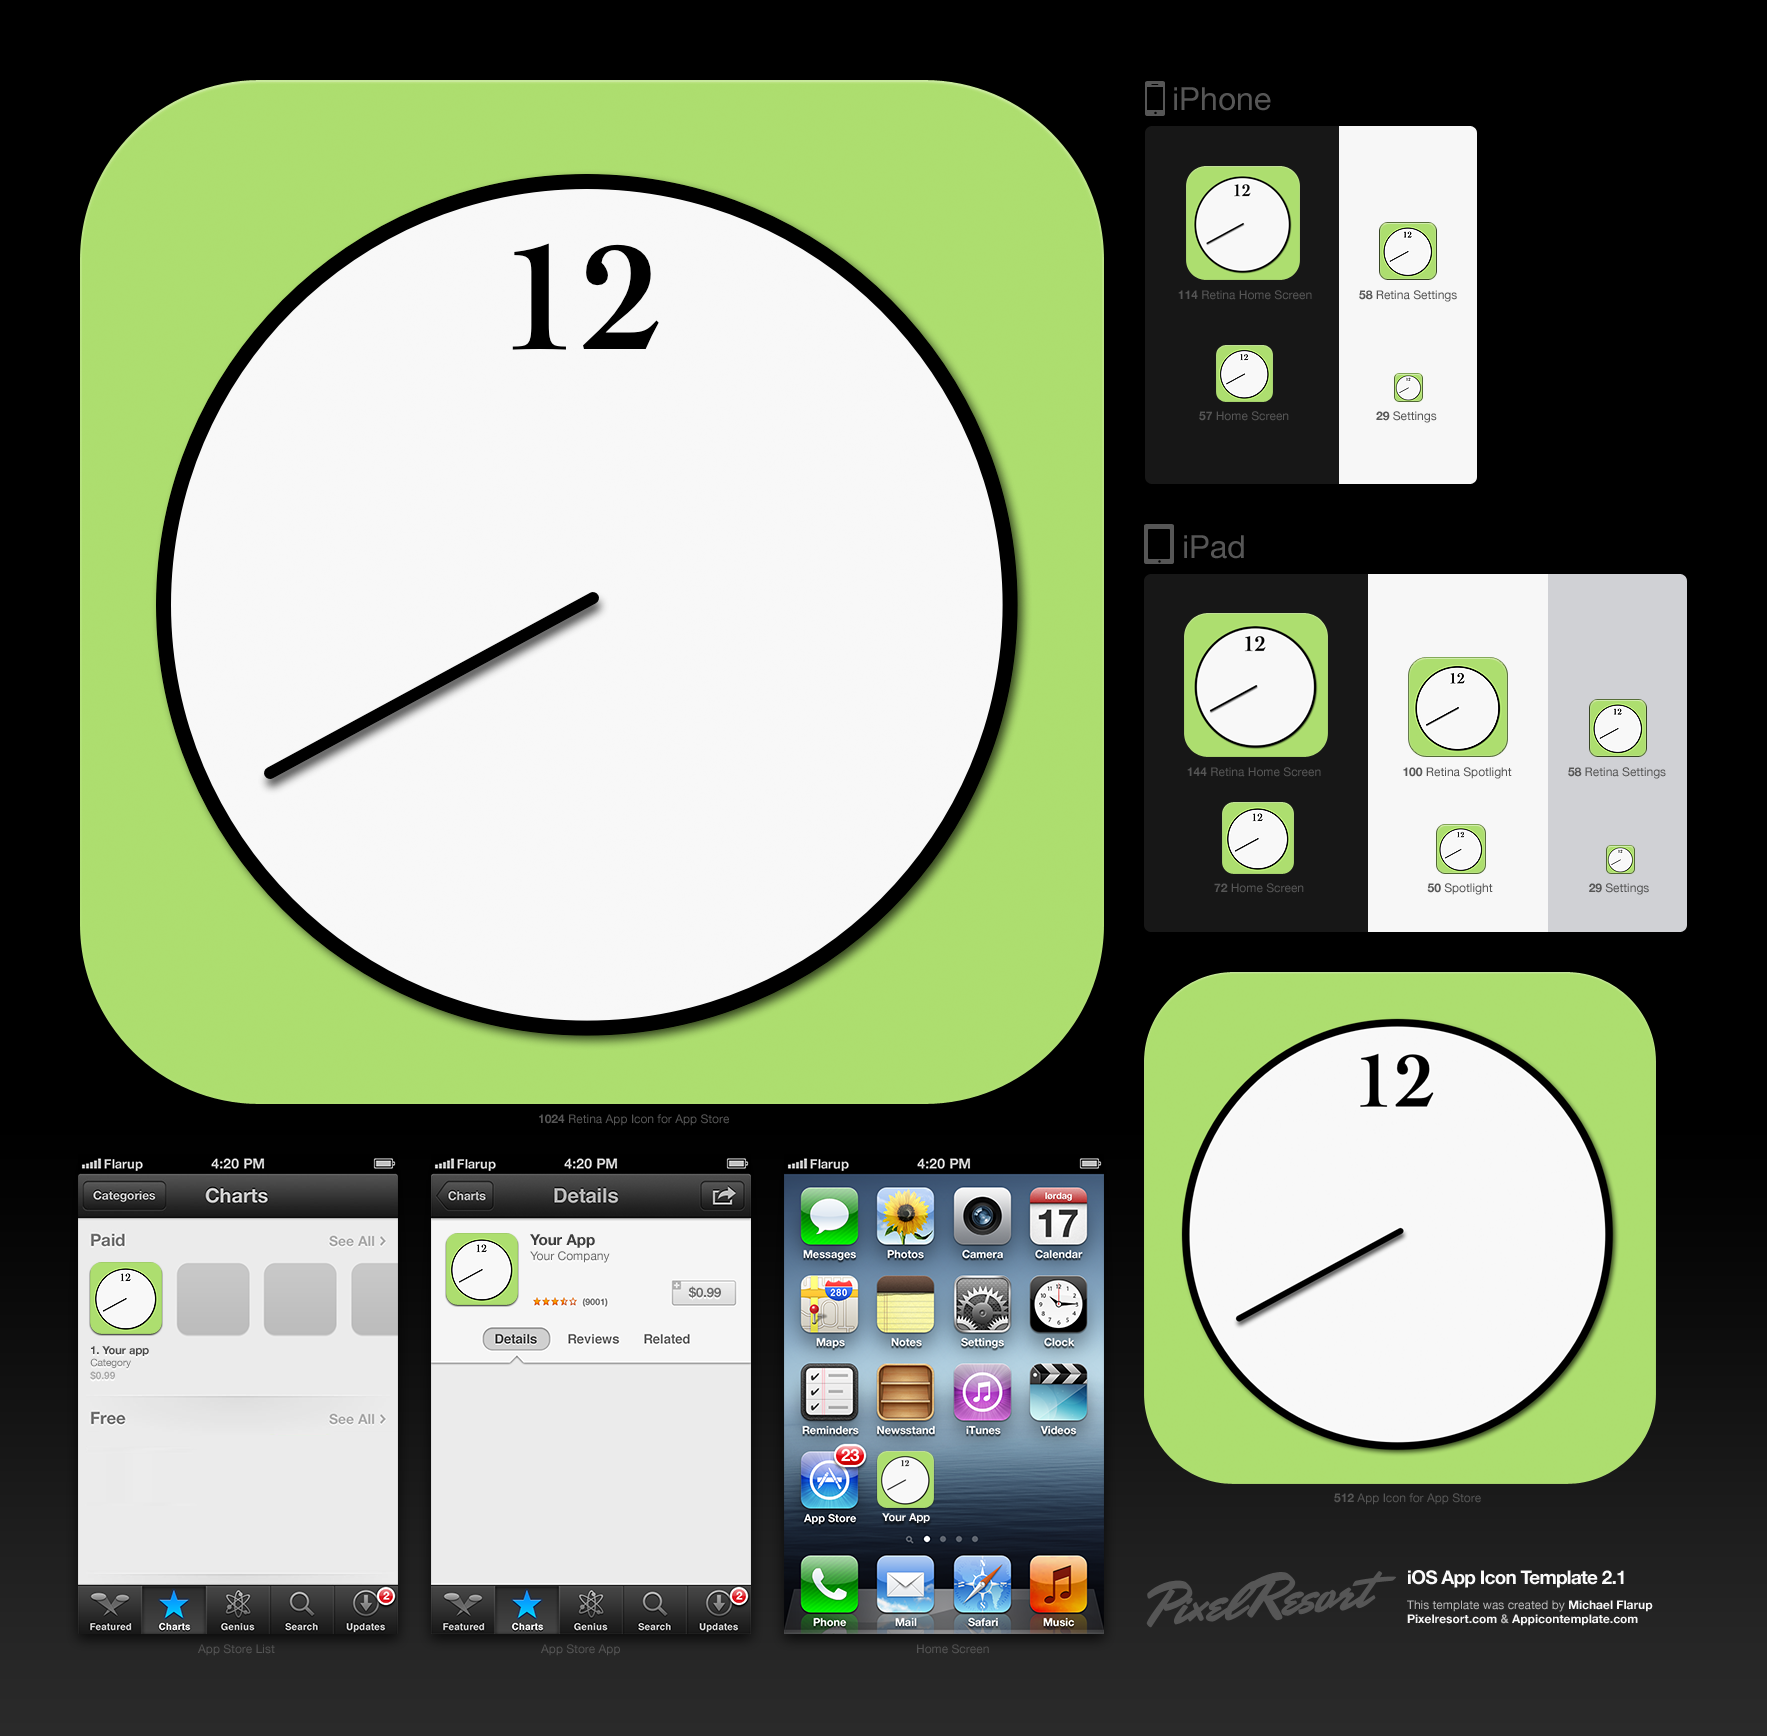 12
1024 Retina App Icon for App Store
iPhone
12
114 Retina Home Screen
12
58 Retina Settings
12
57 Home Screen
12
29 Settings
iPad
12
144 Retina Home Screen
12
100 Retina Spotlight
12
58 Retina Settings
12
72 Home Screen
12
50 Spotlight
12
29 Settings
12
512 App Icon for App Store
Flarup 4:20 PM
Categories Charts
Paid See All >
12
1. Your app
Category
$0.99
Free See All >
2
Featured Charts Genius Search Updates
App Store List
Flarup 4:20 PM
Charts Details
12
Your App
Your Company
(9001)
$0.99
Details Reviews Related
2
Featured Charts Genius Search Updates
App Store App
Flarup 4:20 PM
lørdag
17
Messages Photos Camera Calendar
280
Maps Notes Settings Clock
Reminders Newsstand iTunes Videos
23
12
App Store Your App
Phone Mail Safari Music
Home Screen
PixelResort
iOS App Icon Template 2.1
This template was created by Michael Flarup
Pixelresort.com & Appicontemplate.com